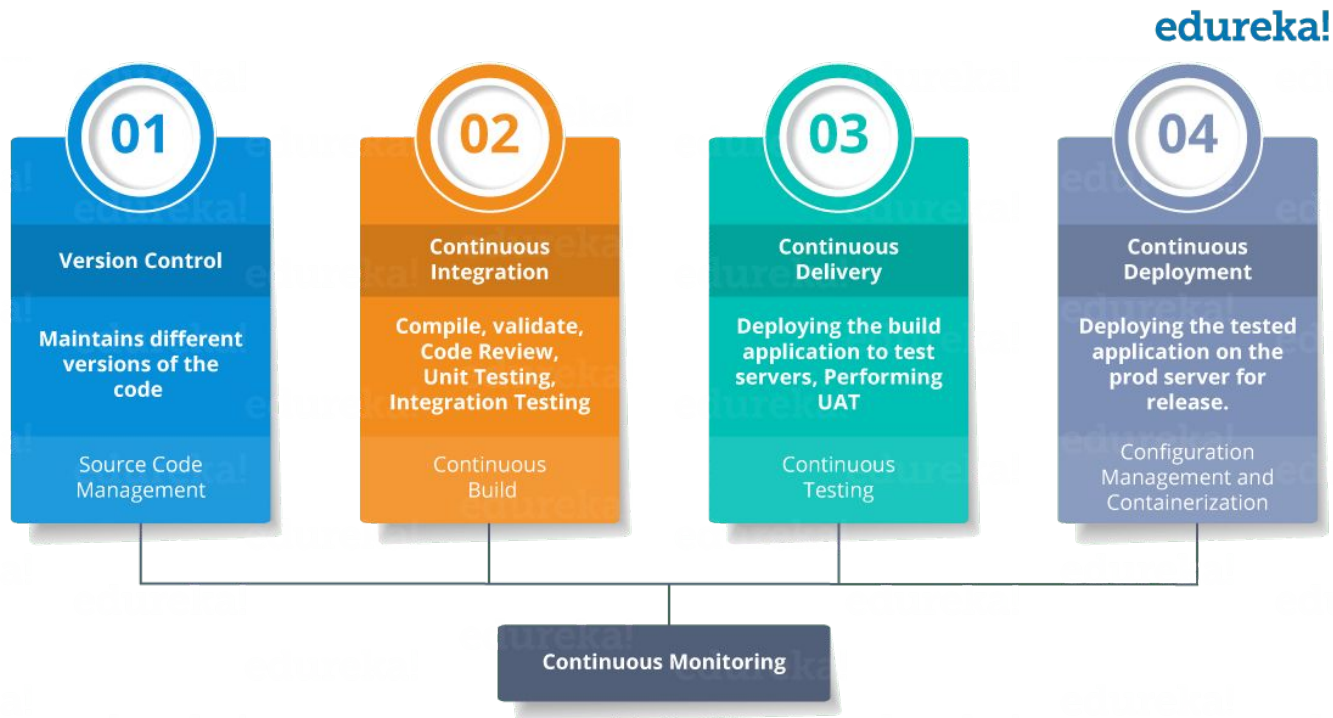 edureka!
01
Version Control
Maintains different
versions of the
code
Source Code
Management
02
Continuous
Integration
Compile, validate,
Code Review,
Unit Testing,
Integration Testing
Continuous
Build
03
Continuous
Delivery
Deploying the build
application to test
servers, Performing
UAT
Continuous
Testing
04
Continuous
Deployment
Deploying the tested
application on the
prod server for
release.
Configuration
Management and
Containerization
Continuous Monitoring